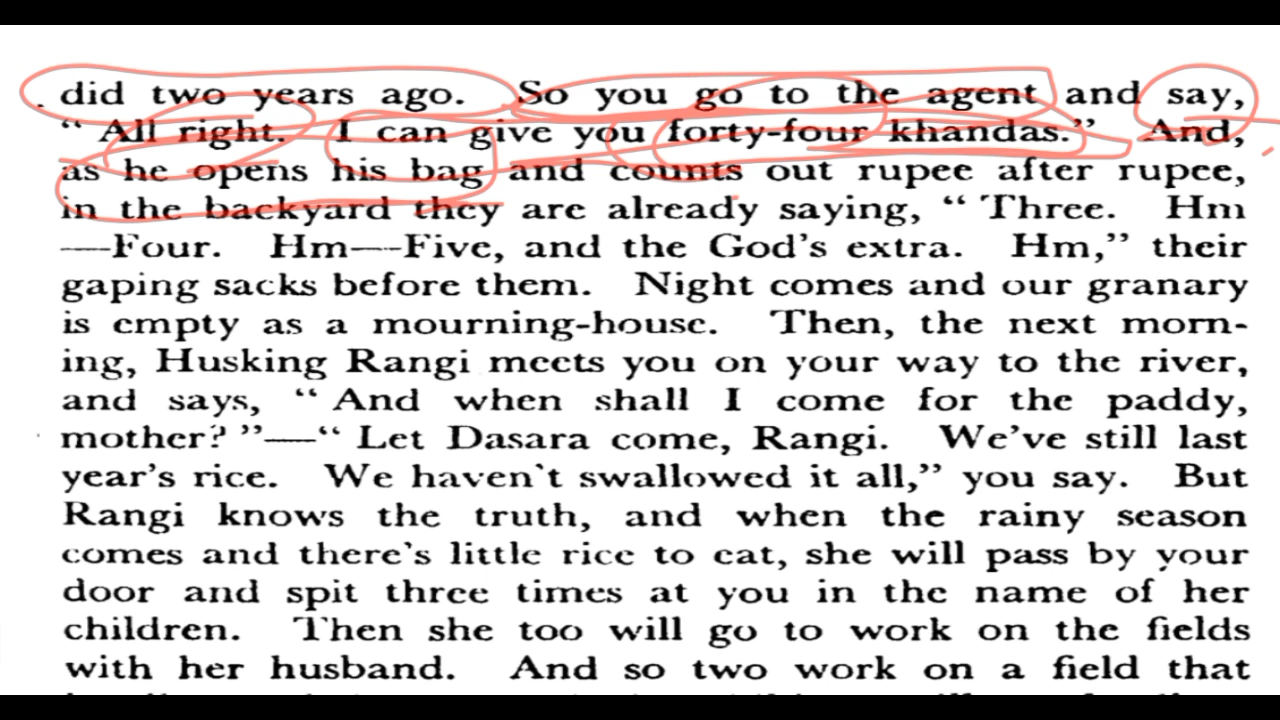 did two years ago. So you go to the agent and say,
“ All right. I can give you forty-four khandas.” And,
as he opens his bag and counts out rupee after rupee,
in the backyard they are already saying, “ Three. Hm
—Four. Hm—Five, and the God's extra. Hm,” their
gaping sacks before them. Night comes and our granary
is empty as a mourning-house. Then, the next morn-
ing, Husking Rangi meets you on your way to the river,
and says, “ And when shall I come for the paddy,
mother? ”—“ Let Dasara come, Rangi. We've still last
year's rice. We haven't swallowed it all,” you say. But
Rangi knows the truth, and when the rainy season
comes and there's little rice to eat, she will pass by your
door and spit three times at you in the name of her
children. Then she too will go to work on the fields
with her husband. And so two work on a field that